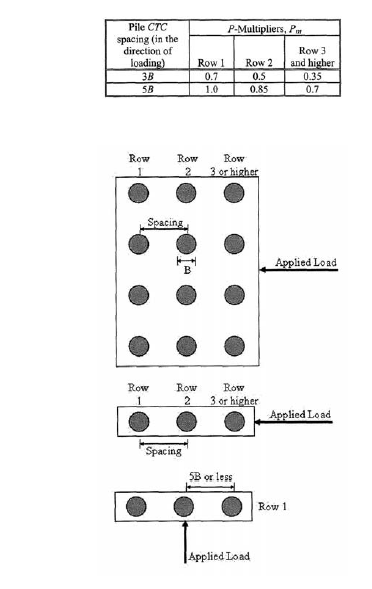 Pile CTC spacing (in the direction of loading) P-Multipliers, Pm
Row 1 Row 2 Row 3 and higher
3B 0.7 0.5 0.35
5B 1.0 0.85 0.7
Row 1 Row 2 Row 3 or higher
Spacing
B
Applied Load
Row 1 Row 2 Row 3 or higher
Applied Load
Spacing
5B or less
Row 1
Applied Load